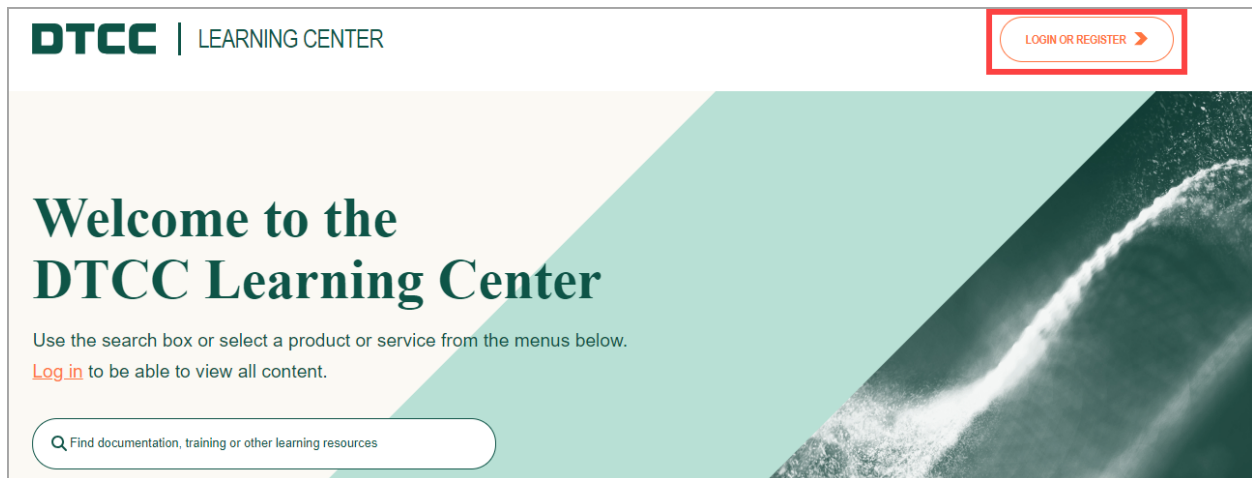 DTCC | LEARNING CENTER
LOGIN OR REGISTER
Welcome to the
DTCC Learning Center
Use the search box or select a product or service from the menus below.
Log in to be able to view all content.
Find documentation, training or other learning resources